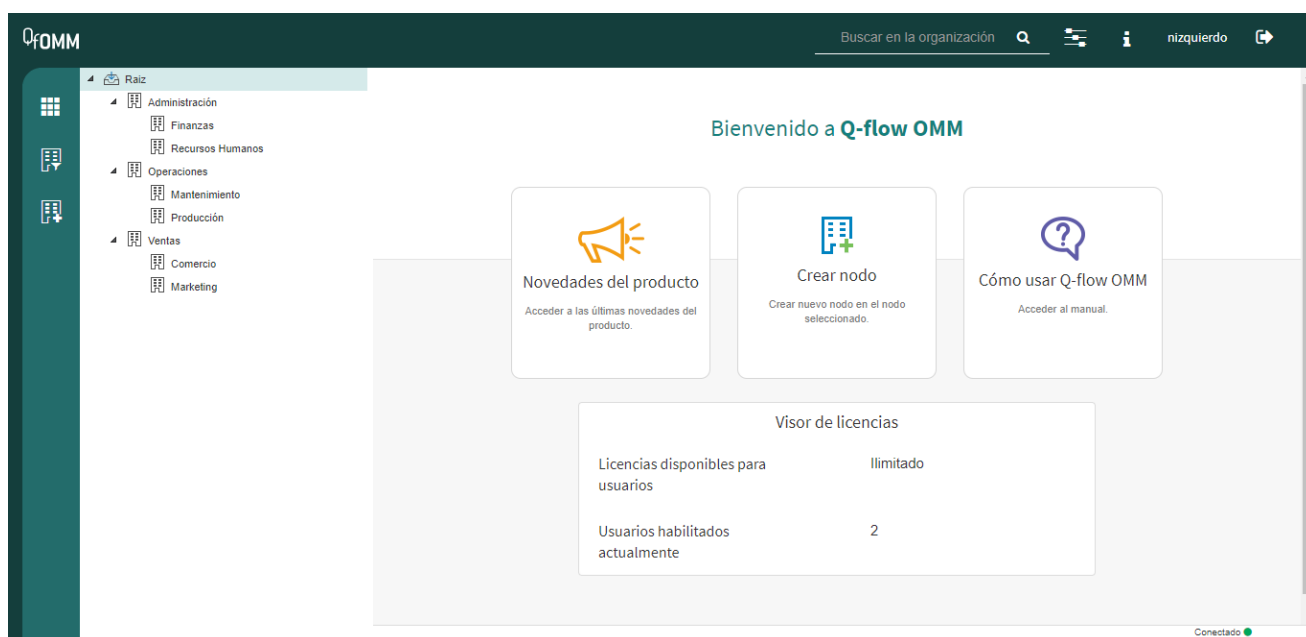 QfOMM
Buscar en la organización
nizquierdo
Raiz
Administración
Finanzas
Recursos Humanos
Operaciones
Mantenimiento
Producción
Ventas
Comercio
Marketing
Bienvenido a Q-flow OMM
Novedades del producto
Acceder a las últimas novedades del
producto.
Crear nodo
Crear nuevo nodo en el nodo
seleccionado.
Cómo usar Q-flow OMM
Acceder al manual.
Visor de licencias
Licencias disponibles para
usuarios
Ilimitado
Usuarios habilitados
actualmente
2
Conectado